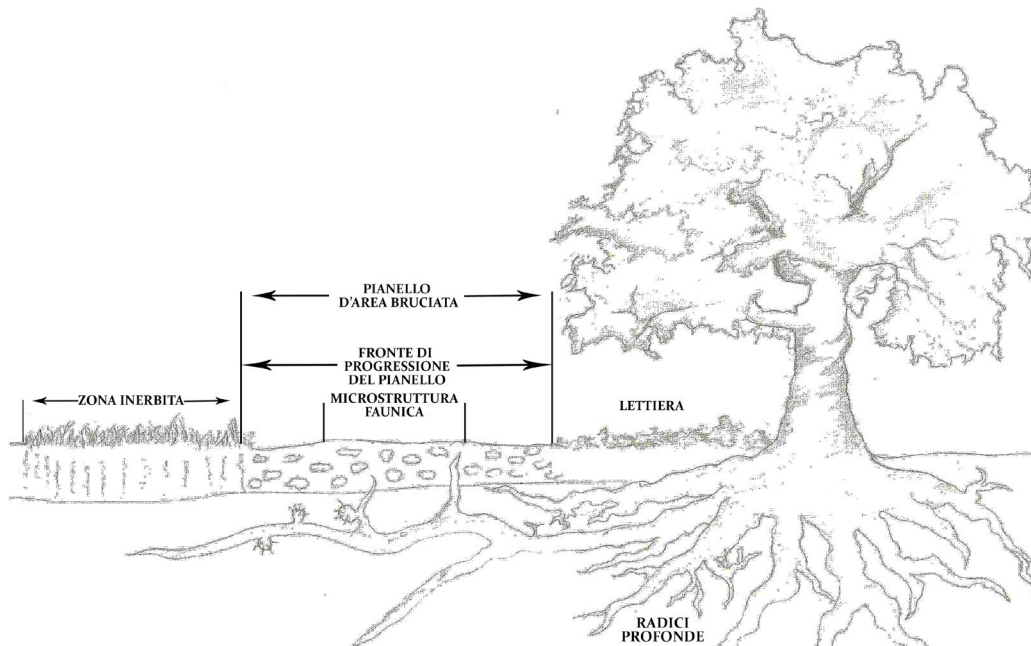 PIANELLO
D'AREA BRUCIATA
FRONTE DI
PROGRESSIONE
DEL PIANELLO
ZONA INERBITA
MICROSTRUTTURA
FAUNICA
LETTIERA
RADICI
PROFONDE